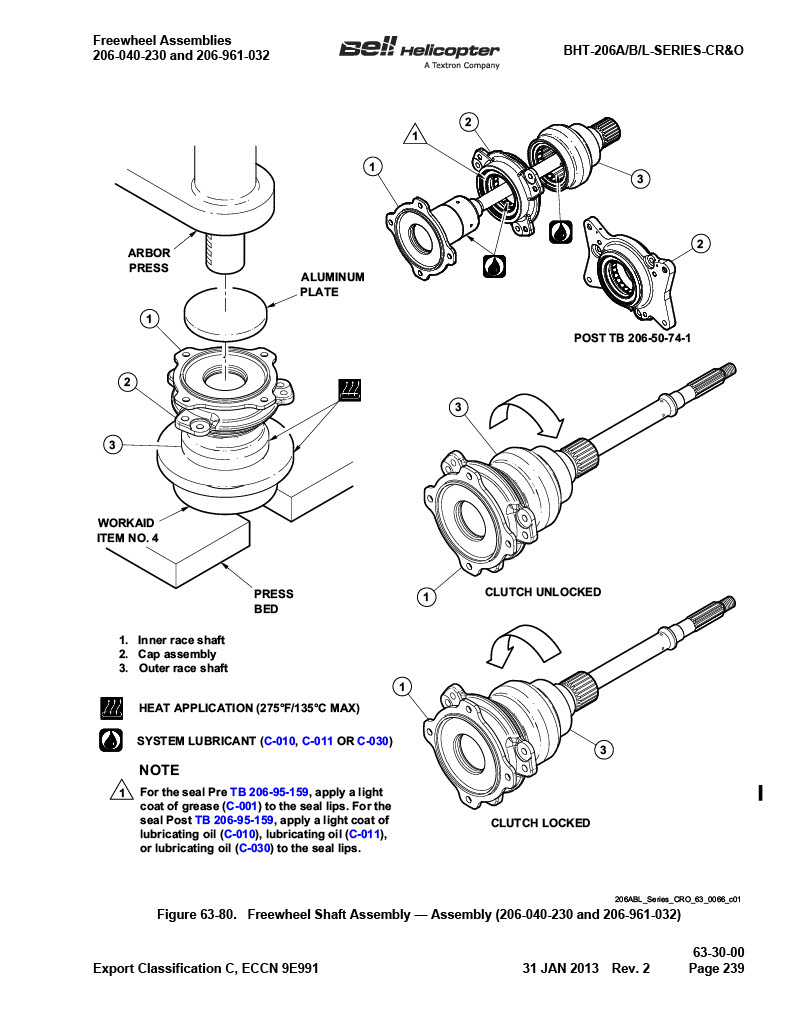 Freewheel Assemblies
206-040-230 and 206-961-032
Bell Helicopter
A Textron Company
BHT-206A/B/L-SERIES-CR&O
ARBOR
PRESS
ALUMINUM
PLATE
1
2
3
WORKAID
ITEM NO. 4
PRESS
BED
1
1
2
3
2
POST TB 206-50-74-1
3
1
CLUTCH UNLOCKED
1
3
CLUTCH LOCKED
1. Inner race shaft
2. Cap assembly
3. Outer race shaft
HEAT APPLICATION (275°F/135°C MAX)
SYSTEM LUBRICANT (C-010, C-011 OR C-030)
NOTE
1 For the seal Pre TB 206-95-159, apply a light
coat of grease (C-001) to the seal lips. For the
seal Post TB 206-95-159, apply a light coat of
lubricating oil (C-010), lubricating oil (C-011),
or lubricating oil (C-030) to the seal lips.
206ABL_Series_CRO_63_0066_c01
Figure 63-80. Freewheel Shaft Assembly — Assembly (206-040-230 and 206-961-032)
63-30-00
Export Classification C, ECCN 9E991 31 JAN 2013 Rev. 2 Page 239